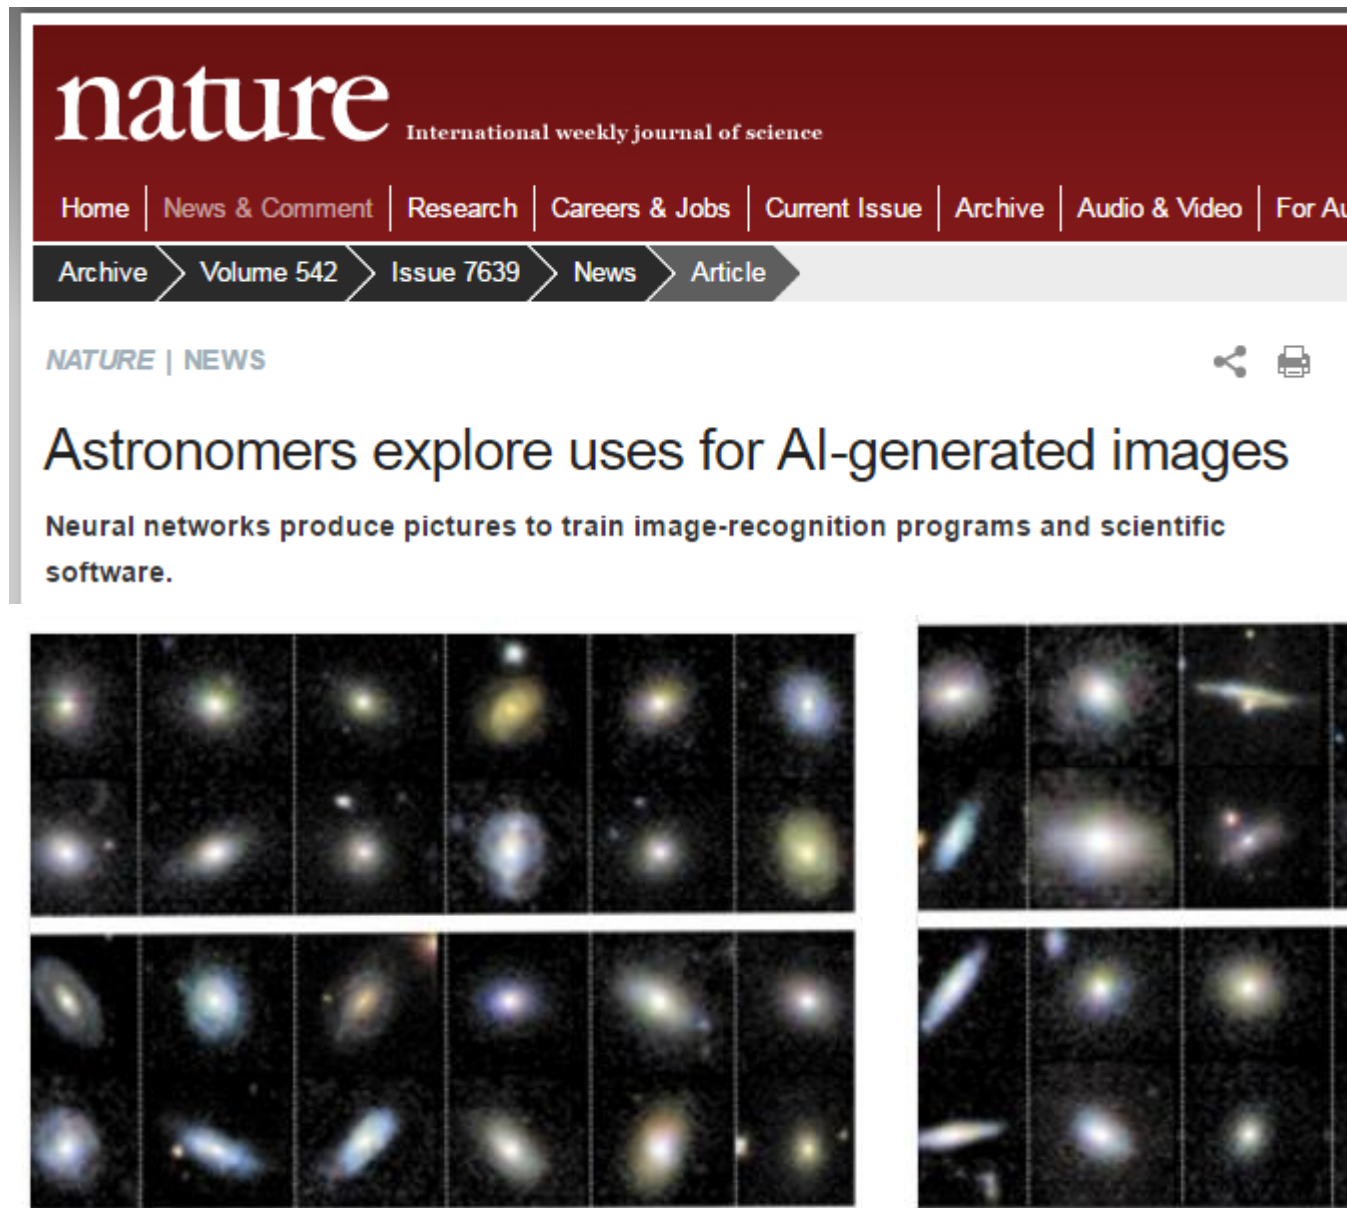 nature International weekly journal of science
Home News & Comment Research Careers & Jobs Current Issue Archive Audio & Video For Au
Archive Volume 542 Issue 7639 News Article
NATURE | NEWS
Astronomers explore uses for AI-generated images
Neural networks produce pictures to train image-recognition programs and scientific
software.